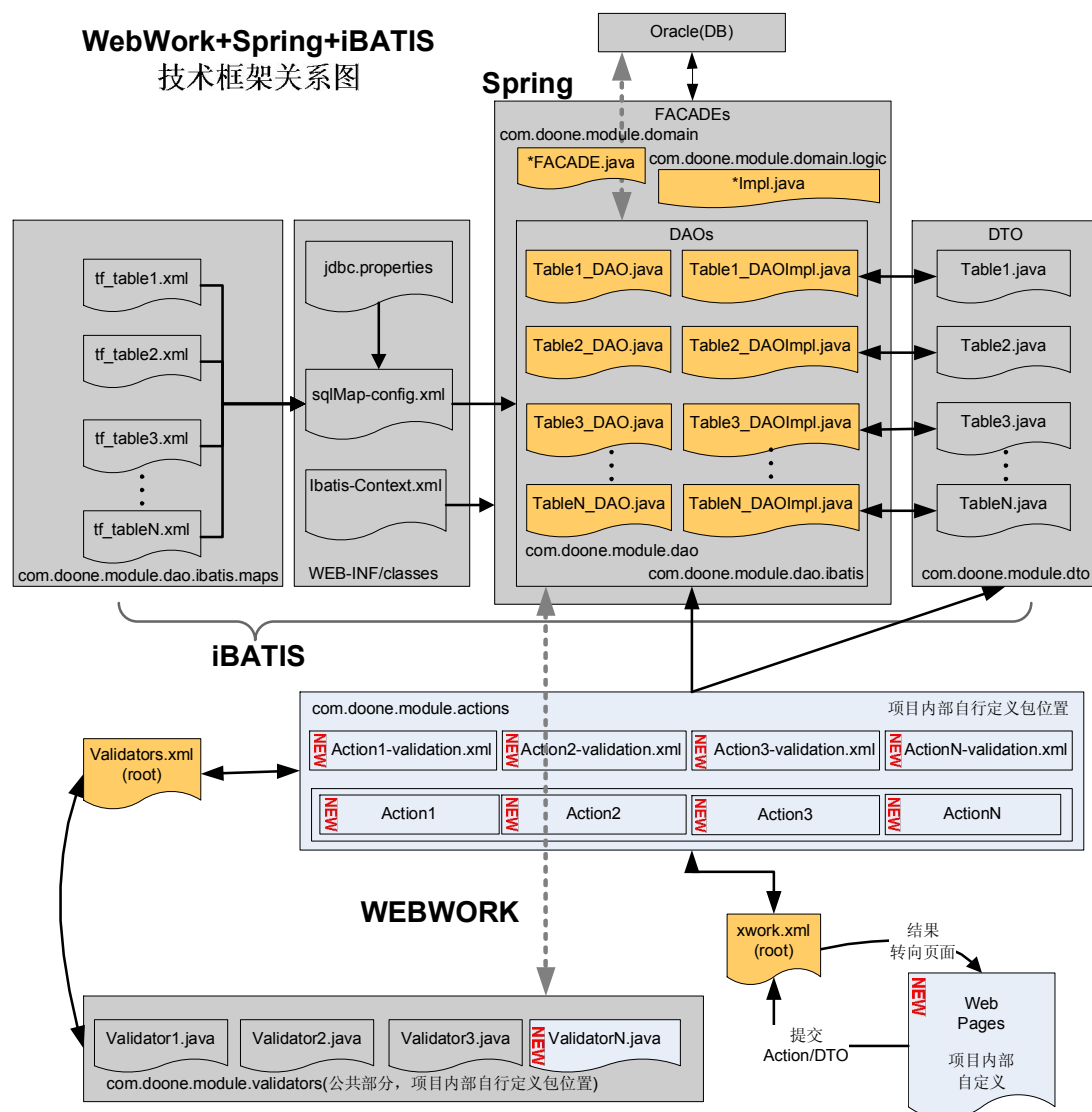 WebWork+Spring+iBATIS
技术框架关系图
Oracle(DB)
Spring
FACADEs
com.doone.module.domain
*FACADE.java
com.doone.module.domain.logic
*Impl.java
tf_table1.xml
tf_table2.xml
tf_table3.xml
tf_tableN.xml
com.doone.module.dao.ibatis.maps
jdbc.properties
sqlMap-config.xml
Ibatis-Context.xml
WEB-INF/classes
DAOs
Table1_DAO.java
Table1_DAOImpl.java
Table2_DAO.java
Table2_DAOImpl.java
Table3_DAO.java
Table3_DAOImpl.java
TableN_DAO.java
TableN_DAOImpl.java
com.doone.module.dao
com.doone.module.dao.ibatis
DTO
Table1.java
Table2.java
Table3.java
TableN.java
com.doone.module.dto
iBATIS
com.doone.module.actions
项目内部自行定义包位置
NEW
Action1-validation.xml
NEW
Action2-validation.xml
NEW
Action3-validation.xml
NEW
ActionN-validation.xml
NEW
Action1
NEW
Action2
NEW
Action3
NEW
ActionN
Validators.xml
(root)
WEBWORK
xwork.xml
(root)
结果
转向页面
提交
Action/DTO
NEW
Web
Pages
项目内部
自定义
Validator1.java
Validator2.java
Validator3.java
NEW
ValidatorN.java
com.doone.module.validators(公共部分，项目内部自行定义包位置)